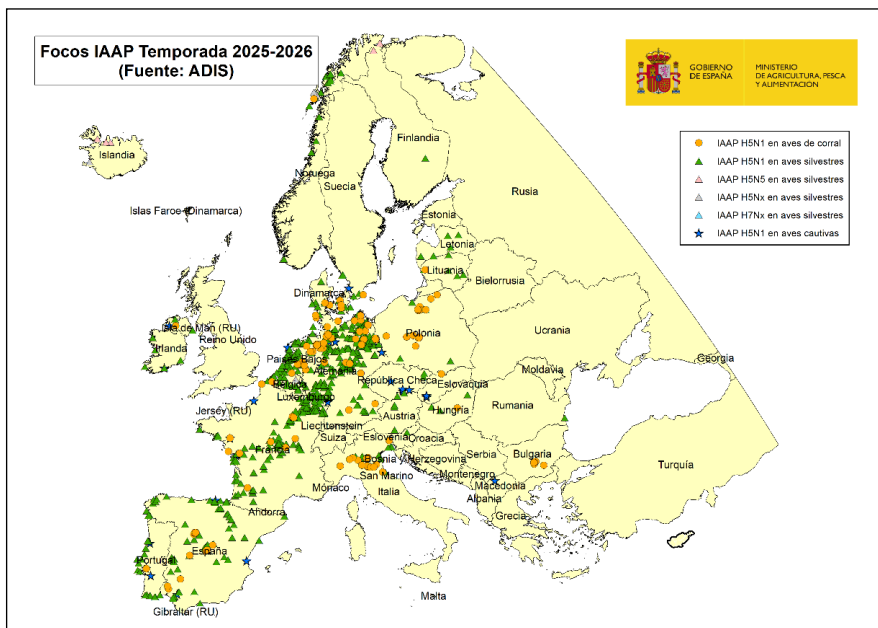 Focos IAAP Temporada 2025-2026
(Fuente: ADIS)
GOBIERNO
DE ESPAÑA
MINISTERIO
DE AGRICULTURA, PESCA
Y ALIMENTACIÓN
IAAP H5N1 en aves de corral
IAAP H5N1 en aves silvestres
IAAP H5N5 en aves silvestres
IAAP H5Nx en aves silvestres
IAAP H7Nx en aves silvestres
IAAP H5N1 en aves cautivas
Islandia
Finlandia
Noruega
Suecia
Rusia
Islas Faroe (Dinamarca)
Estonia
Letonia
Lituania
Bielorrusia
Dinamarca
Isla de Man (RU)
Reino Unido
Irlanda
Polonia
Ucrania
Países Bajos
Alemania
Georgia
Bélgica
República Checa
Eslovaquia
Moldavia
Luxemburgo
Jersey (RU)
Austria
Hungría
Rumania
Liechtenstein
Suiza
Eslovenia
Croacia
Francia
Bosnia y Herzegovina
Serbia
Bulgaria
San Marino
Montenegro
Turquía
Mónaco
Italia
Macedonia
Albania
Andorra
Grecia
España
Portugal
Malta
Gibraltar (RU)